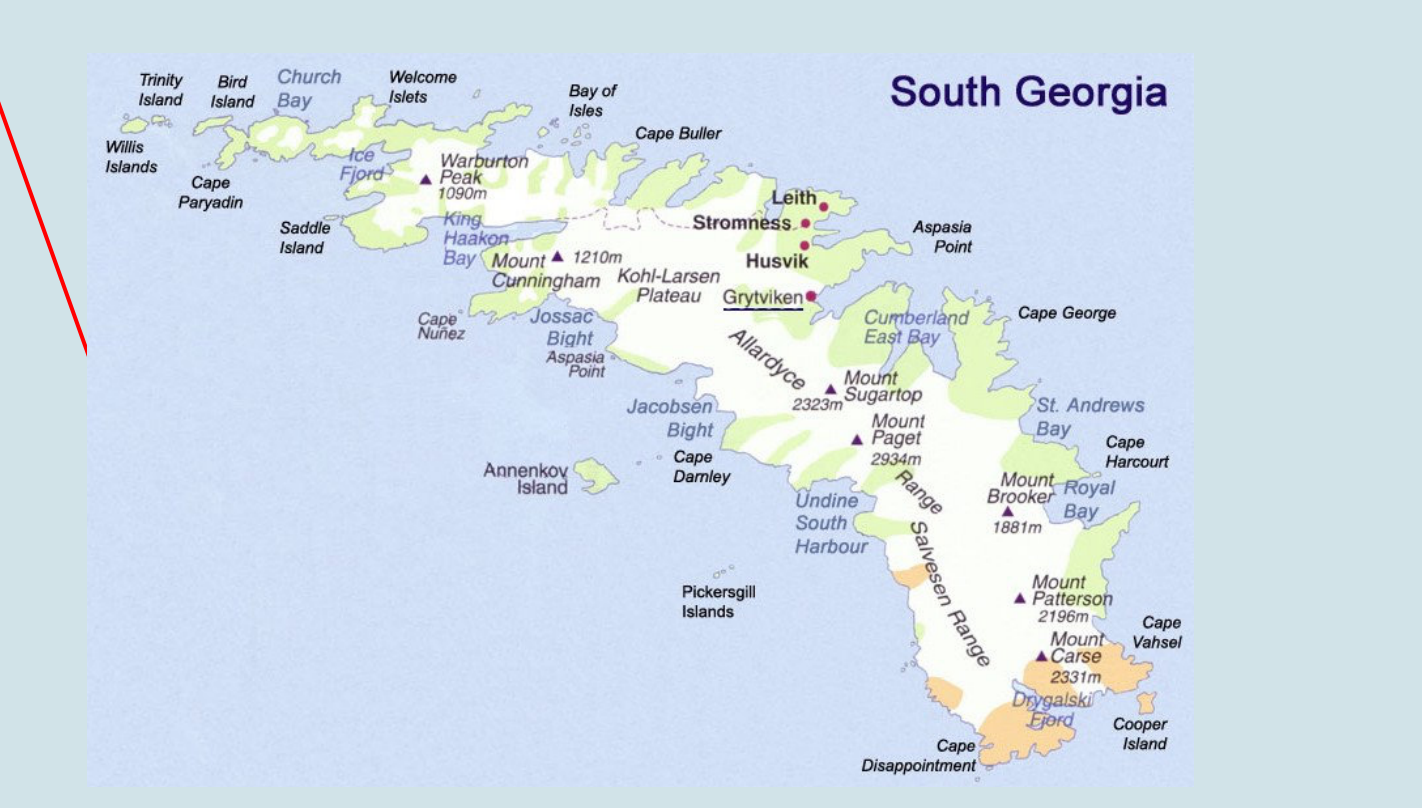 South Georgia
Trinity
Island
Bird
Island
Church
Bay
Welcome
Islets
Bay of
Isles
Cape Buller
Willis
Islands
Cape
Paryadin
Ice
Fjord
Warburton
Peak
1090m
Saddle
Island
King
Haakon
Bay
Leith
Stromness
Husvik
Grytviken
Aspasia
Point
Mount
Cunningham
1210m
Kohl-Larsen
Plateau
Cape
Nuñez
Jossac
Bight
Aspasia
Point
Cumberland
East Bay
Cape George
Allardyce
Range
Mount
Sugartop
2323m
Mount
Paget
2934m
Jacobsen
Bight
Cape
Darnley
Annenkov
Island
St. Andrews
Bay
Cape
Harcourt
Mount
Brooker
1881m
Royal
Bay
Undine
South
Harbour
Salvesen Range
Pickersgill
Islands
Mount
Patterson
2196m
Cape
Vahsel
Mount
Carse
2331m
Drygalski
Fjord
Cooper
Island
Cape
Disappointment